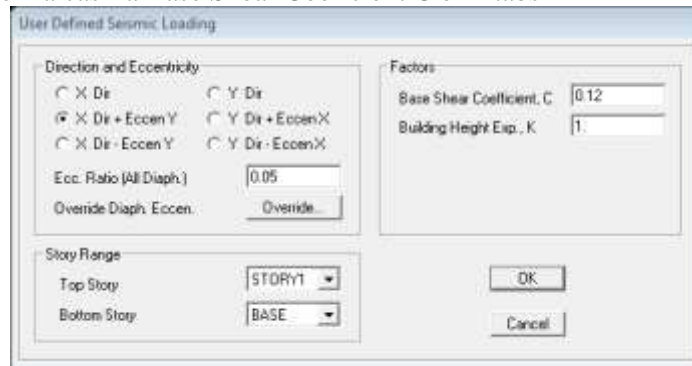 User Defined Seismic Loading
Direction and Eccentricity
X Dir
Y Dir
X Dir + Eccen Y
Y Dir + Eccen X
X Dir - Eccen Y
Y Dir - Eccen X
Ecc. Ratio (All Diaph.)
0.05
Override Diaph. Eccen.
Override...
Factors
Base Shear Coefficient, C
0.12
Building Height Exp., K
1.
Story Range
Top Story
STORY1
Bottom Story
BASE
OK
Cancel